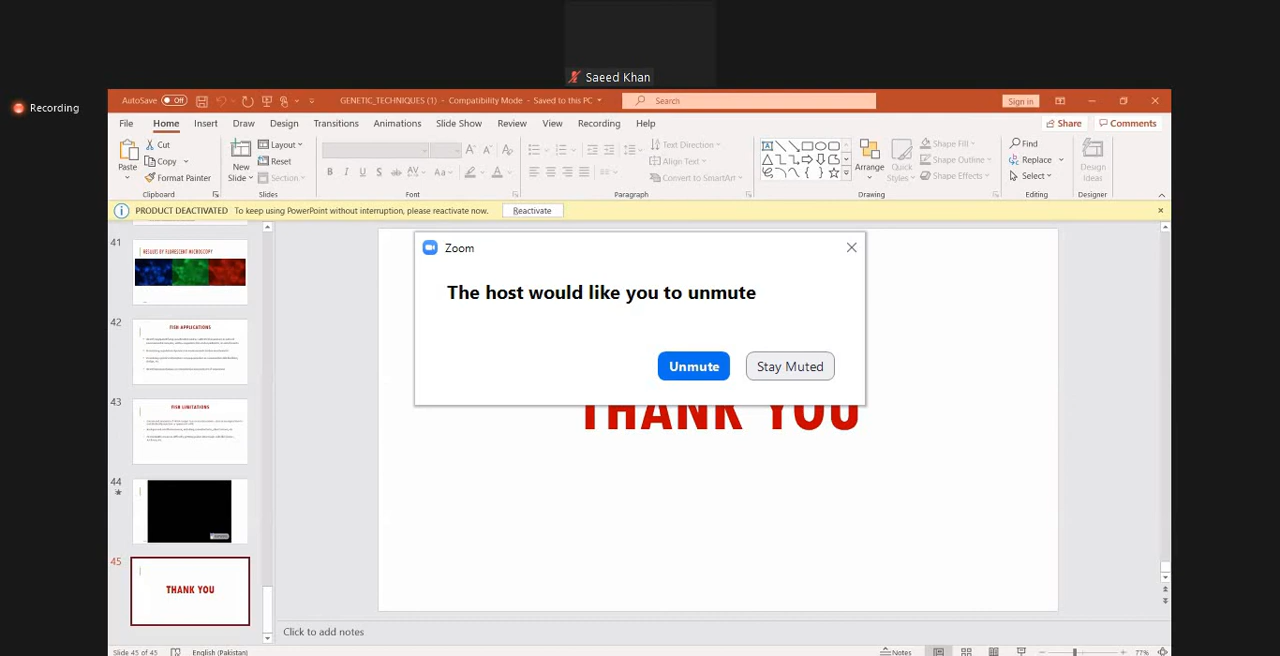 Saeed Khan
Recording
AutoSave Off GENETIC_TECHNIQUES (1) - Compatibility Mode - Saved to this PC Search Sign in
File Home Insert Draw Design Transitions Animations Slide Show Review View Recording Help Share Comments
Paste Cut Copy Format Painter New Slide Layout Reset Section Text Direction Align Text Convert to SmartArt Arrange Quick Styles Shape Fill Shape Outline Shape Effects Find Replace Select Design Ideas
Clipboard Slides Font Paragraph Drawing Editing Designer
PRODUCT DEACTIVATED To keep using PowerPoint without interruption, please reactivate now. Reactivate
Zoom
The host would like you to unmute
Unmute Stay Muted
THANK YOU
41
RESULTS BY FLUORESCENT MICROSCOPY
42
FISH APPLICATIONS
43
FISH LIMITATIONS
44
45
THANK YOU
Click to add notes
Slide 45 of 45 English (Pakistan) Notes 77%